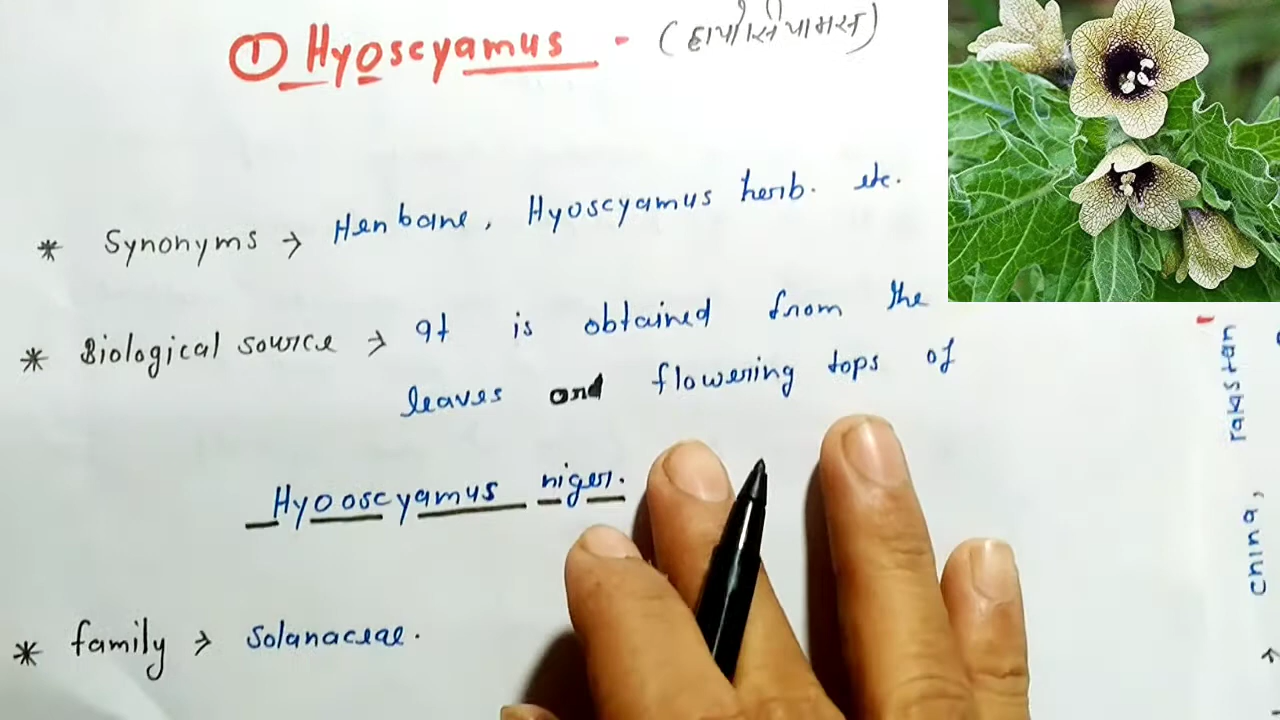 ① Hyoscyamus - (हायोसियामस)
* Synonyms → Henbane, Hyoscyamus herb. etc.
* Biological source → It is obtained from the
leaves and flowering tops of
Hyooscyamus niger.
* family → Solanaceae.
china,